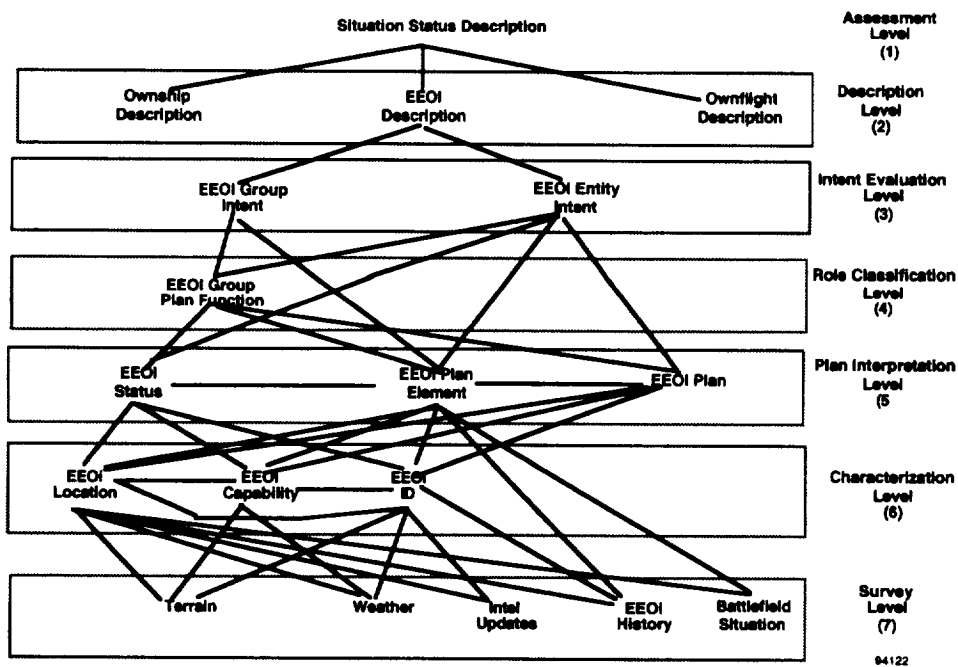 Situation Status Description
Assessment
Level
(1)
Ownship
Description
EEOI
Description
Ownflight
Description
Description
Level
(2)
EEOI Group
Intent
EEOI Entity
Intent
Intent Evaluation
Level
(3)
EEOI Group
Plan Function
Role Classification
Level
(4)
EEOI
Status
EEOI Plan
Element
EEOI Plan
Plan Interpretation
Level
(5
EEOI
Location
EEOI
Capability
EEOI
ID
Characterization
Level
(6)
Terrain
Weather
Intel
Updates
EEOI
History
Battlefield
Situation
Survey
Level
(7)
94122